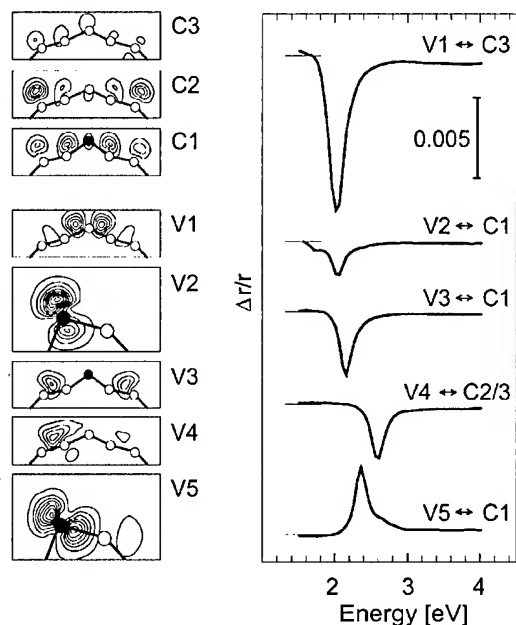 C3
C2
C1
V1
V2
V3
V4
V5
V1 ↔ C3
0.005
V2 ↔ C1
V3 ↔ C1
V4 ↔ C2/3
V5 ↔ C1
Δr/r
2 3 4
Energy [eV]